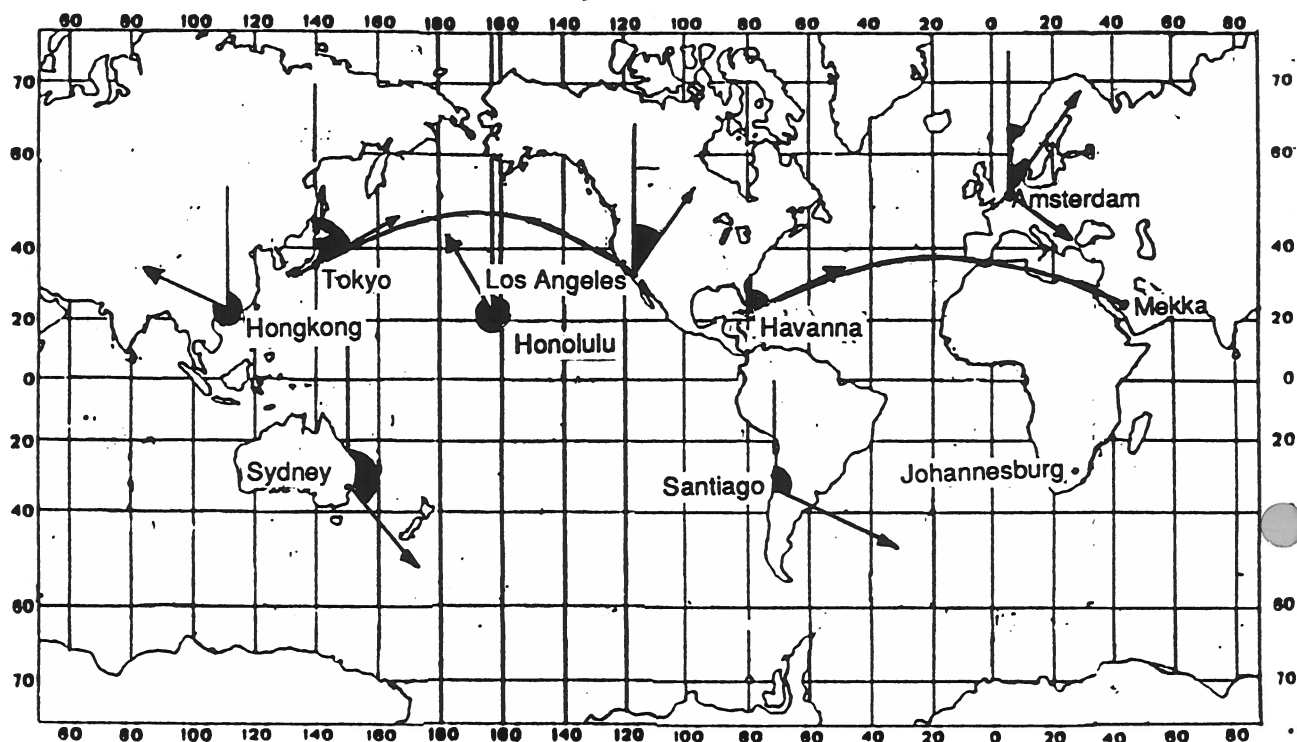 60 80 100 120 140 160 180 160 140 120 100 80 60 40 20 0 20 40 60 80
70 70
60 60
Amsterdam
40 40
Tokyo Los Angeles
Mekka
20 Hongkong Honolulu Havanna 20
0 0
20 20
Sydney Santiago Johannesburg
40
60 60
70 70
60 80 100 120 140 160 180 160 140 120 100 80 60 40 20 0 20 40 60 80